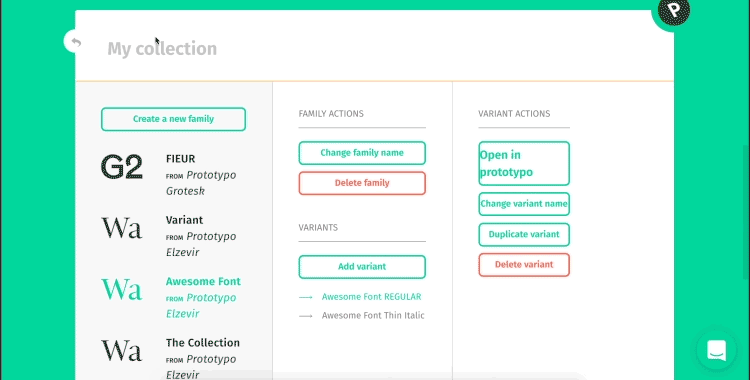 P
My collection
Create a new family
G2
FIEUR
FROM Prototypo
Grotesk
Wa
Variant
FROM Prototypo
Elzevir
Wa
Awesome Font
FROM Prototypo
Elzevir
Wa
The Collection
FROM Prototypo
Elzevir
FAMILY ACTIONS
Change family name
Delete family
VARIANTS
Add variant
Awesome Font REGULAR
Awesome Font Thin Italic
VARIANT ACTIONS
Open in
prototypo
Change variant name
Duplicate variant
Delete variant